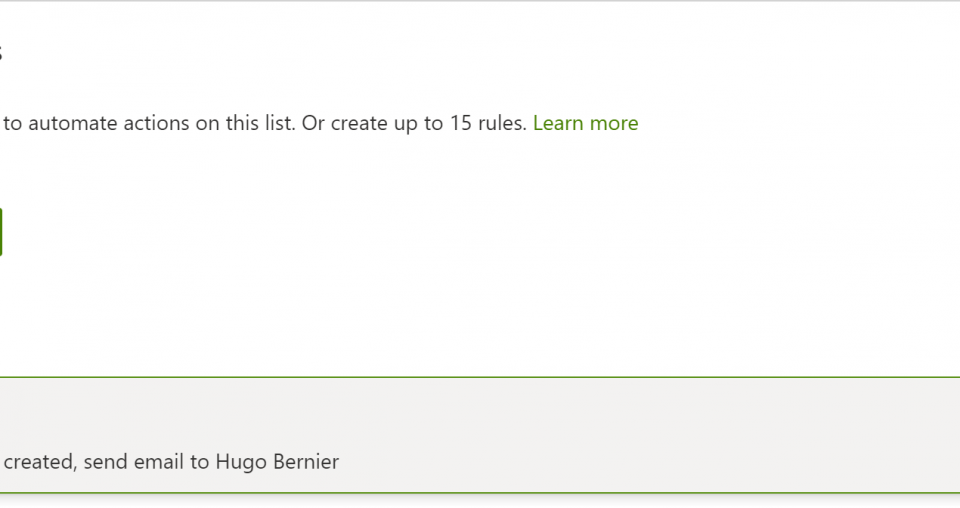 s
to automate actions on this list. Or create up to 15 rules. Learn more
created, send email to Hugo Bernier